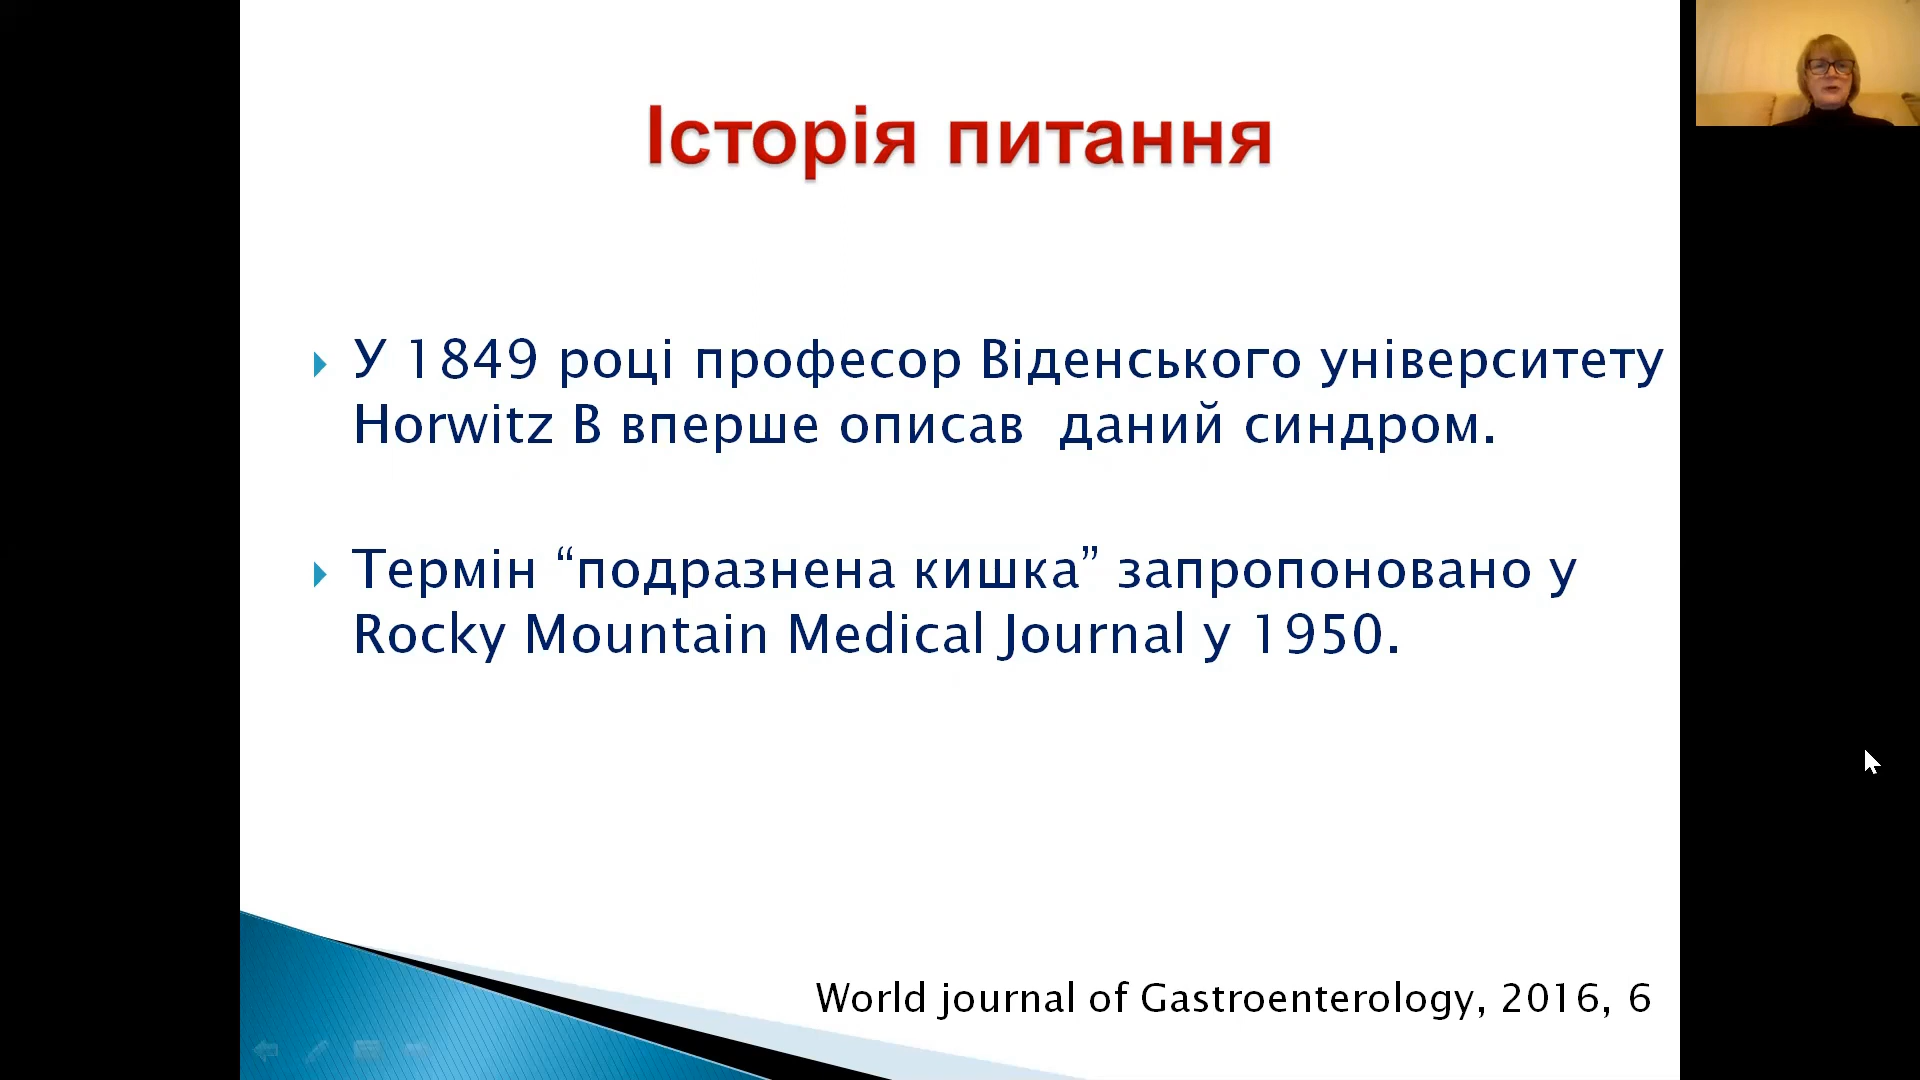 Історія питання
У 1849 році професор Віденського університету
Horwitz B вперше описав  даний синдром.
Термін “подразнена кишка” запропоновано у
Rocky Mountain Medical Journal у 1950.
World journal of Gastroenterology, 2016, 6